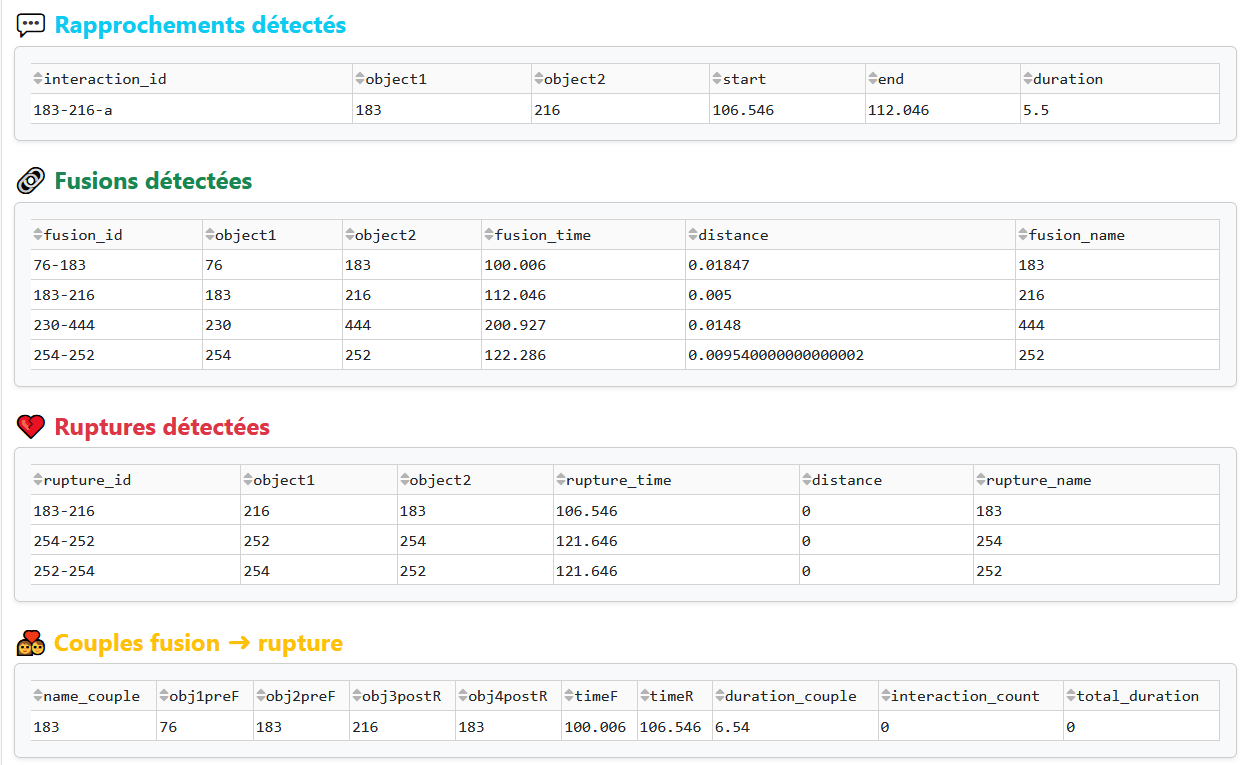 Rapprochements détectés
interaction_id object1 object2 start end duration
183-216-a 183 216 106.546 112.046 5.5
Fusions détectées
fusion_id object1 object2 fusion_time distance fusion_name
76-183 76 183 100.006 0.01847 183
183-216 183 216 112.046 0.005 216
230-444 230 444 200.927 0.0148 444
254-252 254 252 122.286 0.009540000000000002 252
Ruptures détectées
rupture_id object1 object2 rupture_time distance rupture_name
183-216 216 183 106.546 0 183
254-252 252 254 121.646 0 254
252-254 254 252 121.646 0 252
Couples fusion → rupture
name_couple obj1preF obj2preF obj3postR obj4postR timeF timeR duration_couple interaction_count total_duration
183 76 183 216 183 100.006 106.546 6.54 0 0